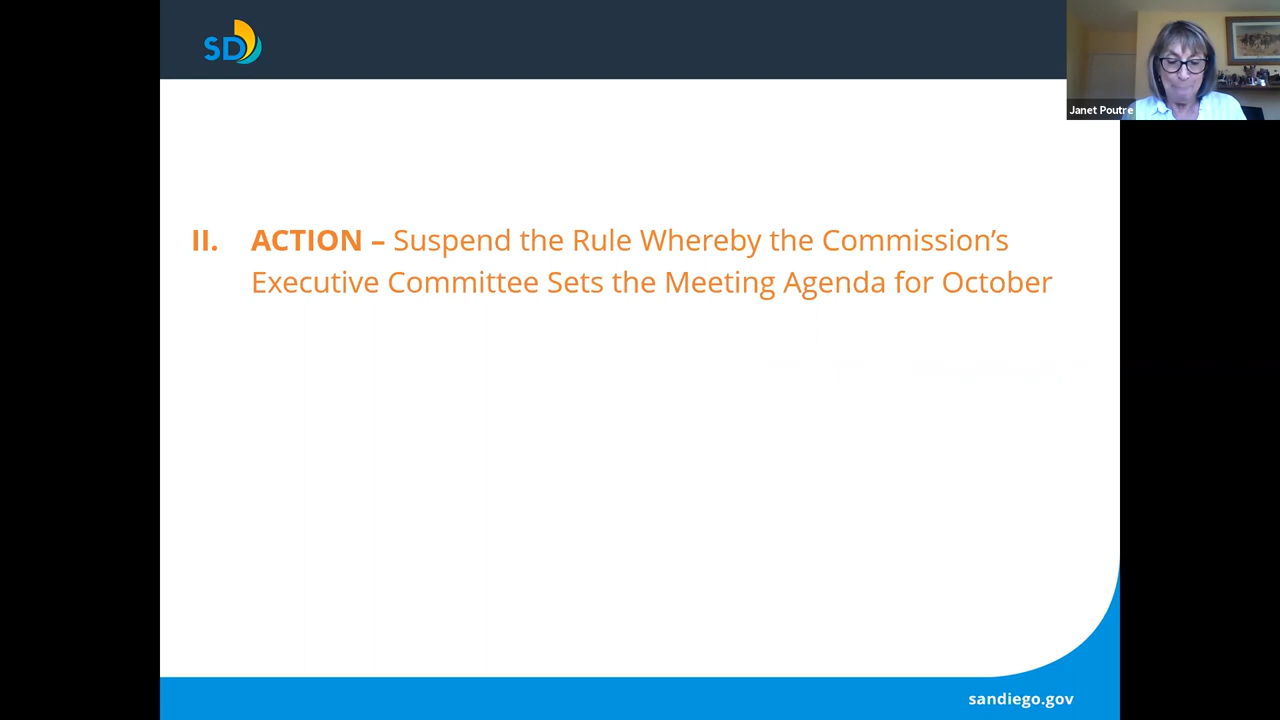 SD
Janet Poutre
II. ACTION – Suspend the Rule Whereby the Commission’s
Executive Committee Sets the Meeting Agenda for October
sandiego.gov